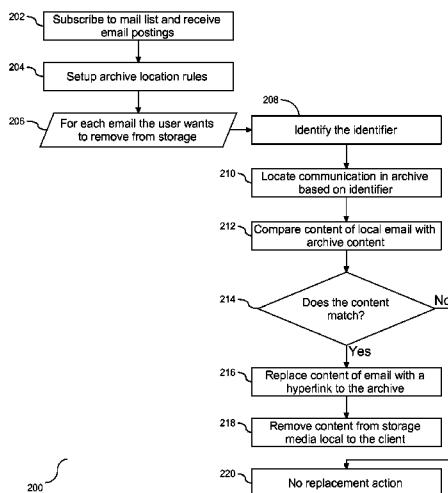 202
Subscribe to mail list and receive
email postings
204
Setup archive location rules
206
For each email the user wants
to remove from storage
208
Identify the identifier
210
Locate communication in archive
based on identifier
212
Compare content of local email with
archive content
214
Does the content
match?
No
Yes
216
Replace content of email with a
hyperlink to the archive
218
Remove content from storage
media local to the client
220
No replacement action
200